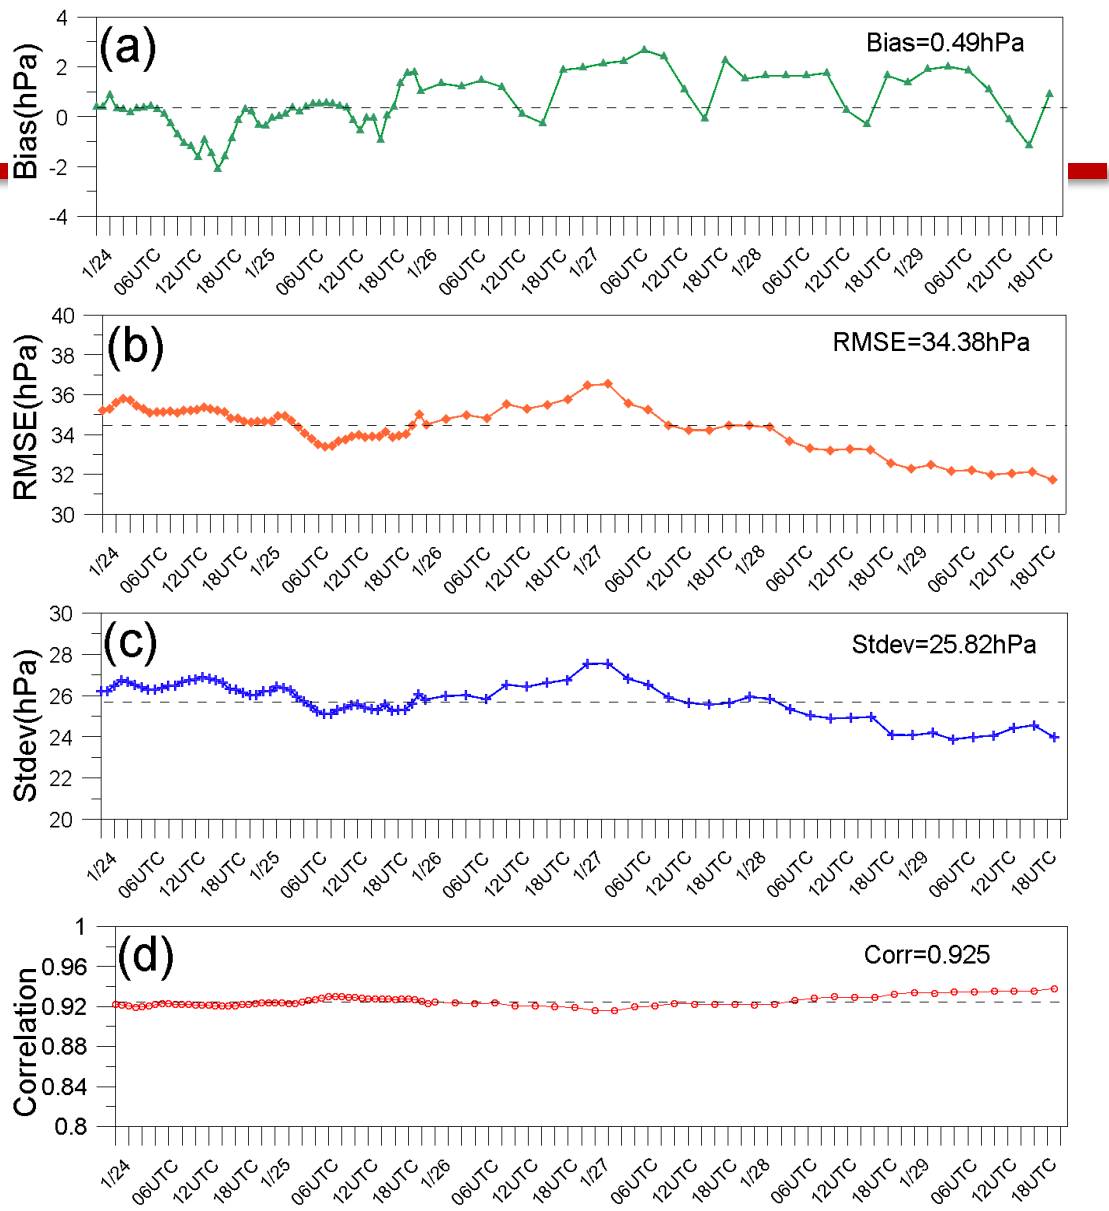 (a)
Bias=0.49hPa
Bias(hPa)
4
2
0
-2
-4
1/24 06UTC 12UTC 18UTC 1/25 06UTC 12UTC 18UTC 1/26 06UTC 12UTC 18UTC 1/27 06UTC 12UTC 18UTC 1/28 06UTC 12UTC 18UTC 1/29 06UTC 12UTC 18UTC
(b)
RMSE=34.38hPa
RMSE(hPa)
40
38
36
34
32
30
1/24 06UTC 12UTC 18UTC 1/25 06UTC 12UTC 18UTC 1/26 06UTC 12UTC 18UTC 1/27 06UTC 12UTC 18UTC 1/28 06UTC 12UTC 18UTC 1/29 06UTC 12UTC 18UTC
(c)
Stdev=25.82hPa
Stdev(hPa)
30
28
26
24
22
20
1/24 06UTC 12UTC 18UTC 1/25 06UTC 12UTC 18UTC 1/26 06UTC 12UTC 18UTC 1/27 06UTC 12UTC 18UTC 1/28 06UTC 12UTC 18UTC 1/29 06UTC 12UTC 18UTC
(d)
Corr=0.925
Correlation
1
0.96
0.92
0.88
0.84
0.8
1/24 06UTC 12UTC 18UTC 1/25 06UTC 12UTC 18UTC 1/26 06UTC 12UTC 18UTC 1/27 06UTC 12UTC 18UTC 1/28 06UTC 12UTC 18UTC 1/29 06UTC 12UTC 18UTC